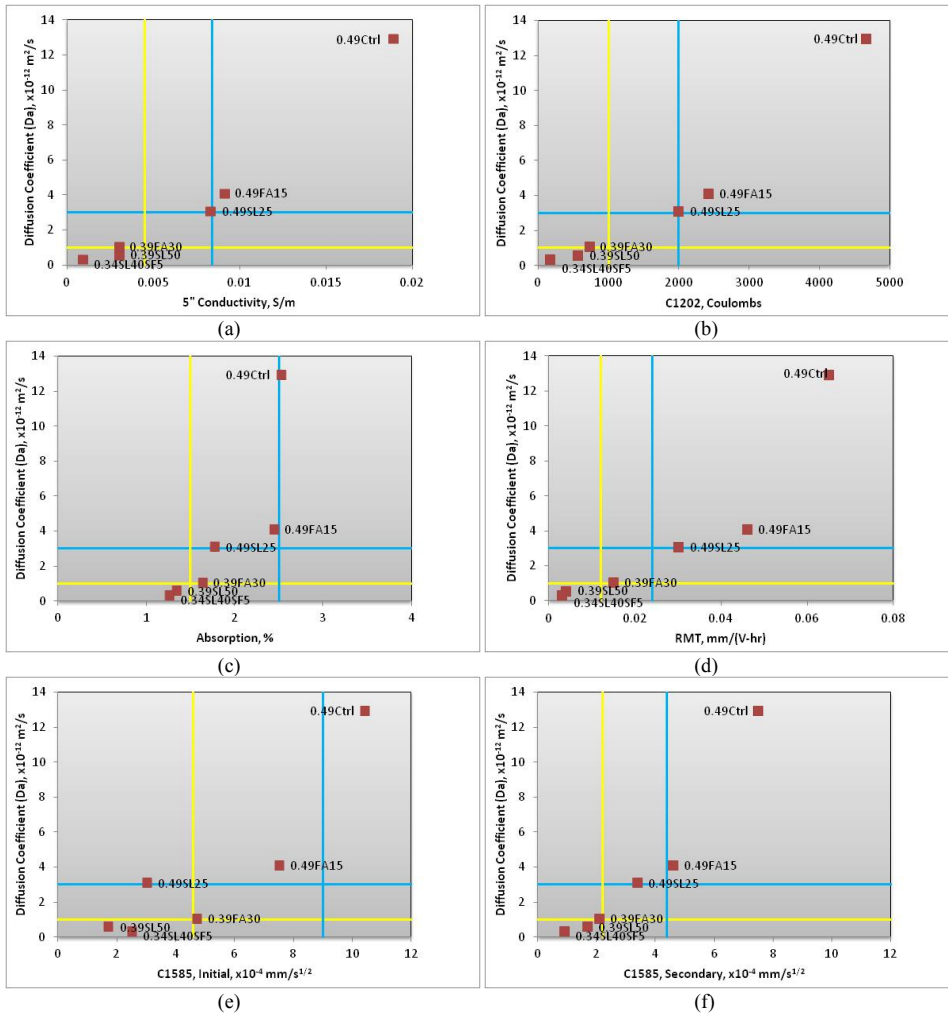 14
12
10
8
6
4
2
0
Diffusion Coefficient (Da), x10⁻¹² m²/s
0.49Ctrl
0.49FA15
0.49SL25
0.39FA30
0.39SL50
0.34SL40SF5
0 0.005 0.01 0.015 0.02
5" Conductivity, S/m
(a)
14
12
10
8
6
4
2
0
Diffusion Coefficient (Da), x10⁻¹² m²/s
0.49Ctrl
0.49FA15
0.49SL25
0.39FA30
0.39SL50
0.34SL40SF5
0 1000 2000 3000 4000 5000
C1202, Coulombs
(b)
14
12
10
8
6
4
2
0
Diffusion Coefficient (Da), x10⁻¹² m²/s
0.49Ctrl
0.49FA15
0.49SL25
0.39FA30
0.39SL50
0.34SL40SF5
0 1 2 3 4
Absorption, %
(c)
14
12
10
8
6
4
2
0
Diffusion Coefficient (Da), x10⁻¹² m²/s
0.49Ctrl
0.49FA15
0.49SL25
0.39FA30
0.39SL50
0.34SL40SF5
0 0.02 0.04 0.06 0.08
RMT, mm/(V-hr)
(d)
14
12
10
8
6
4
2
0
Diffusion Coefficient (Da), x10⁻¹² m²/s
0.49Ctrl
0.49FA15
0.49SL25
0.39FA30
0.39SL50
0.34SL40SF5
0 2 4 6 8 10 12
C1585, Initial, x10⁻⁴ mm/s¹ᐟ²
(e)
14
12
10
8
6
4
2
0
Diffusion Coefficient (Da), x10⁻¹² m²/s
0.49Ctrl
0.49FA15
0.49SL25
0.39FA30
0.39SL50
0.34SL40SF5
0 2 4 6 8 10 12
C1585, Secondary, x10⁻⁴ mm/s¹ᐟ²
(f)